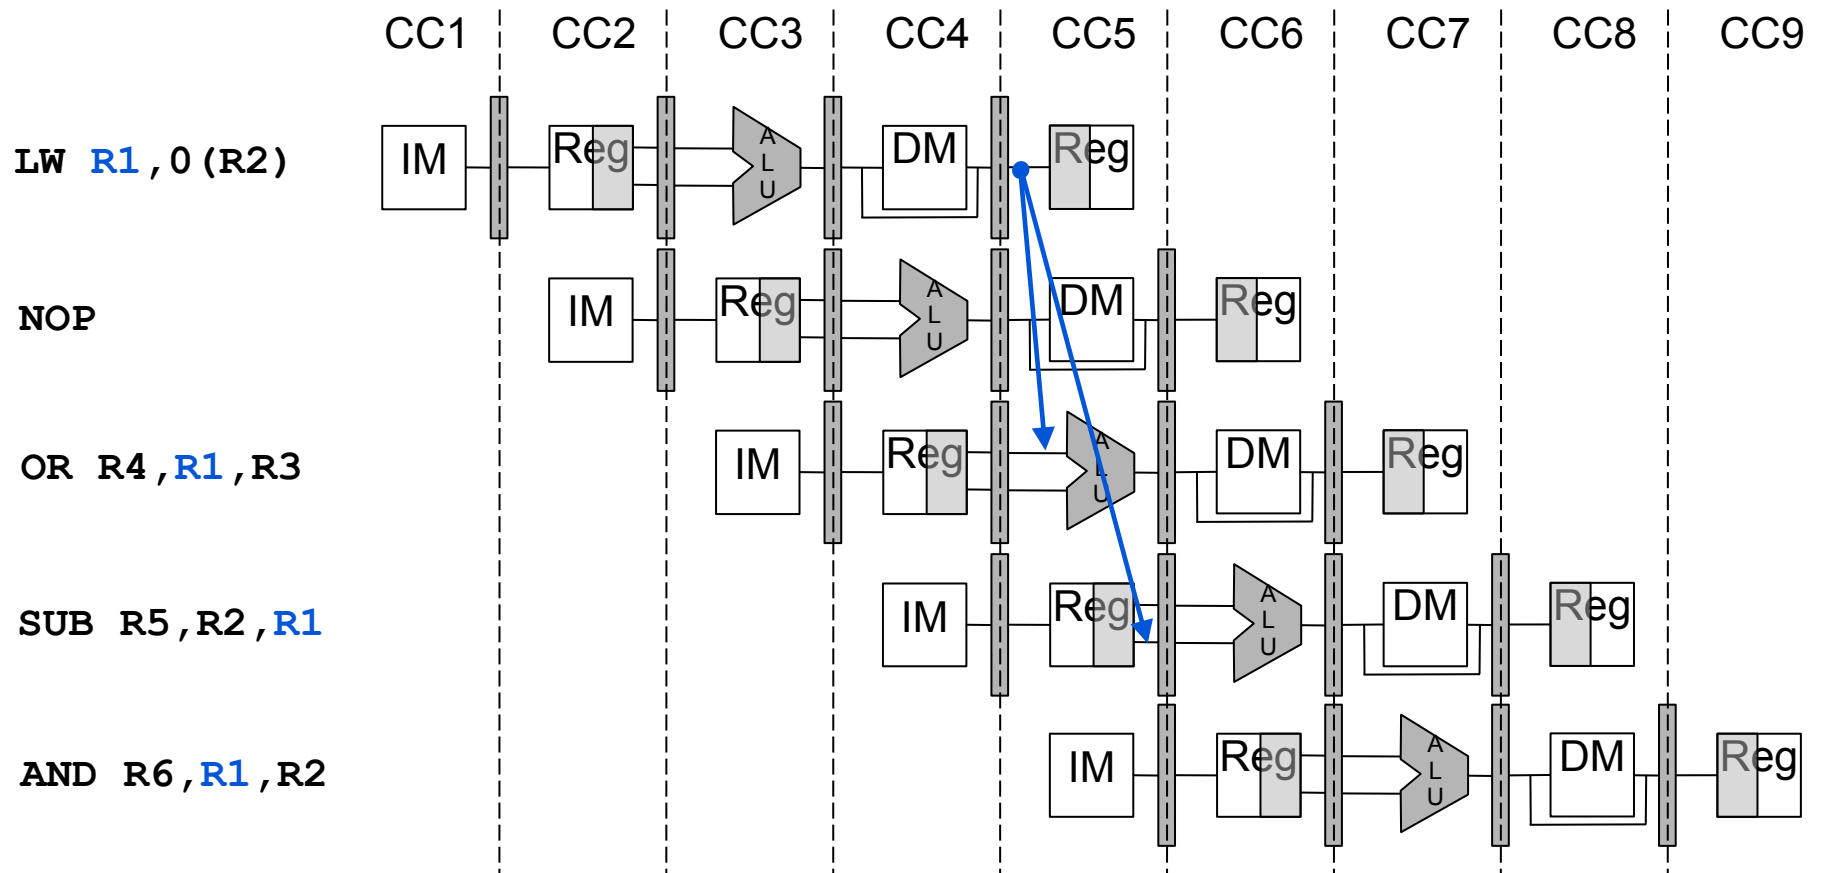 CC1 CC2 CC3 CC4 CC5 CC6 CC7 CC8 CC9
LW R1,0(R2) IM Reg ALU DM Reg
NOP IM Reg ALU DM Reg
OR R4,R1,R3 IM Reg ALU DM Reg
SUB R5,R2,R1 IM Reg ALU DM Reg
AND R6,R1,R2 IM Reg ALU DM Reg